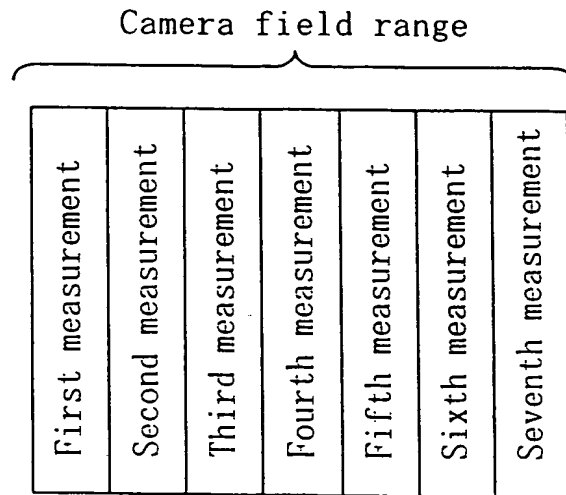 Camera field range
First measurement
Second measurement
Third measurement
Fourth measurement
Fifth measurement
Sixth measurement
Seventh measurement